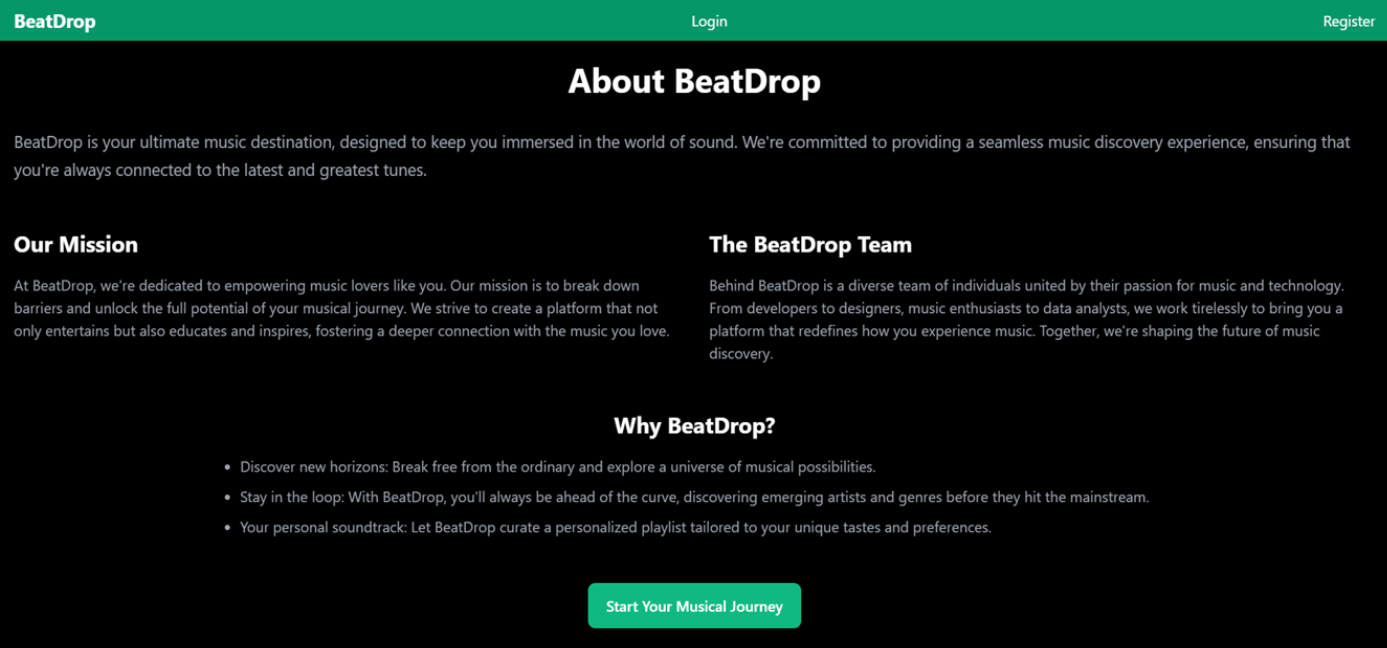 BeatDrop
Login
Register
About BeatDrop
BeatDrop is your ultimate music destination, designed to keep you immersed in the world of sound. We're committed to providing a seamless music discovery experience, ensuring that
you're always connected to the latest and greatest tunes.
Our Mission
At BeatDrop, we're dedicated to empowering music lovers like you. Our mission is to break down
barriers and unlock the full potential of your musical journey. We strive to create a platform that not
only entertains but also educates and inspires, fostering a deeper connection with the music you love.
The BeatDrop Team
Behind BeatDrop is a diverse team of individuals united by their passion for music and technology.
From developers to designers, music enthusiasts to data analysts, we work tirelessly to bring you a
platform that redefines how you experience music. Together, we're shaping the future of music
discovery.
Why BeatDrop?
• Discover new horizons: Break free from the ordinary and explore a universe of musical possibilities.
• Stay in the loop: With BeatDrop, you'll always be ahead of the curve, discovering emerging artists and genres before they hit the mainstream.
• Your personal soundtrack: Let BeatDrop curate a personalized playlist tailored to your unique tastes and preferences.
Start Your Musical Journey